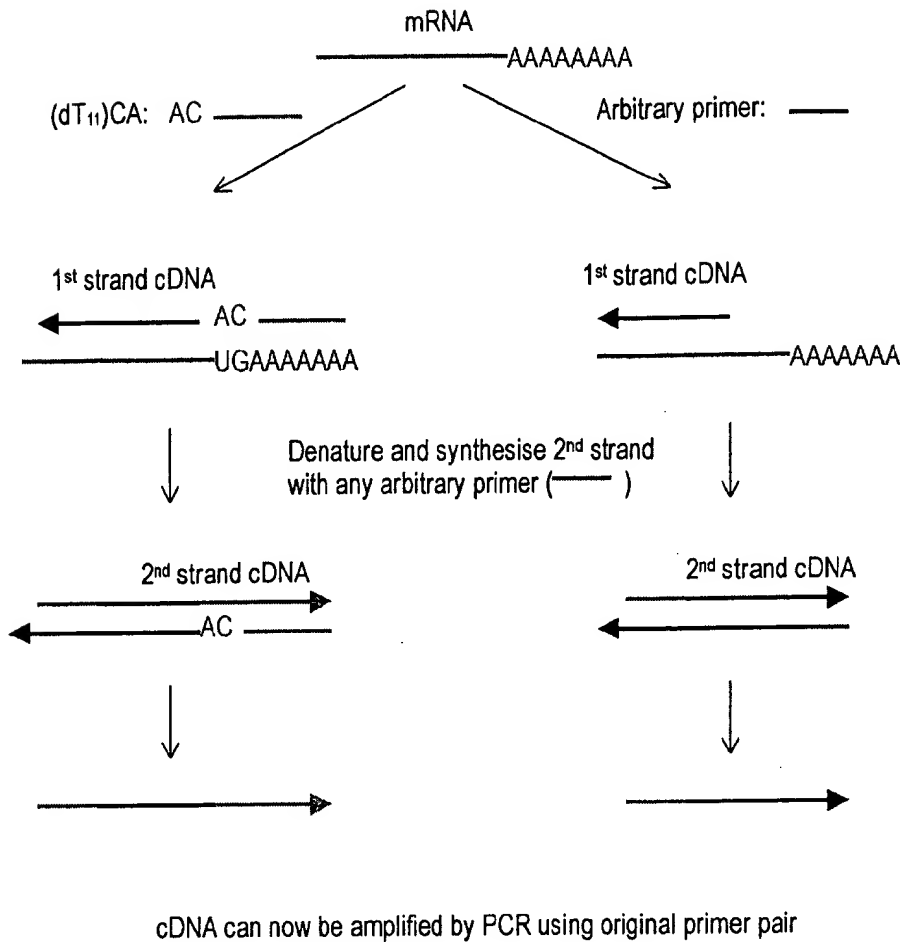 mRNA
AAAAAAAA
(dT₁₁)CA: AC
Arbitrary primer:
1st strand cDNA
AC
UGAAAAAAA
1st strand cDNA
AAAAAAA
Denature and synthesise 2nd strand
with any arbitrary primer ( )
2nd strand cDNA
AC
2nd strand cDNA
cDNA can now be amplified by PCR using original primer pair